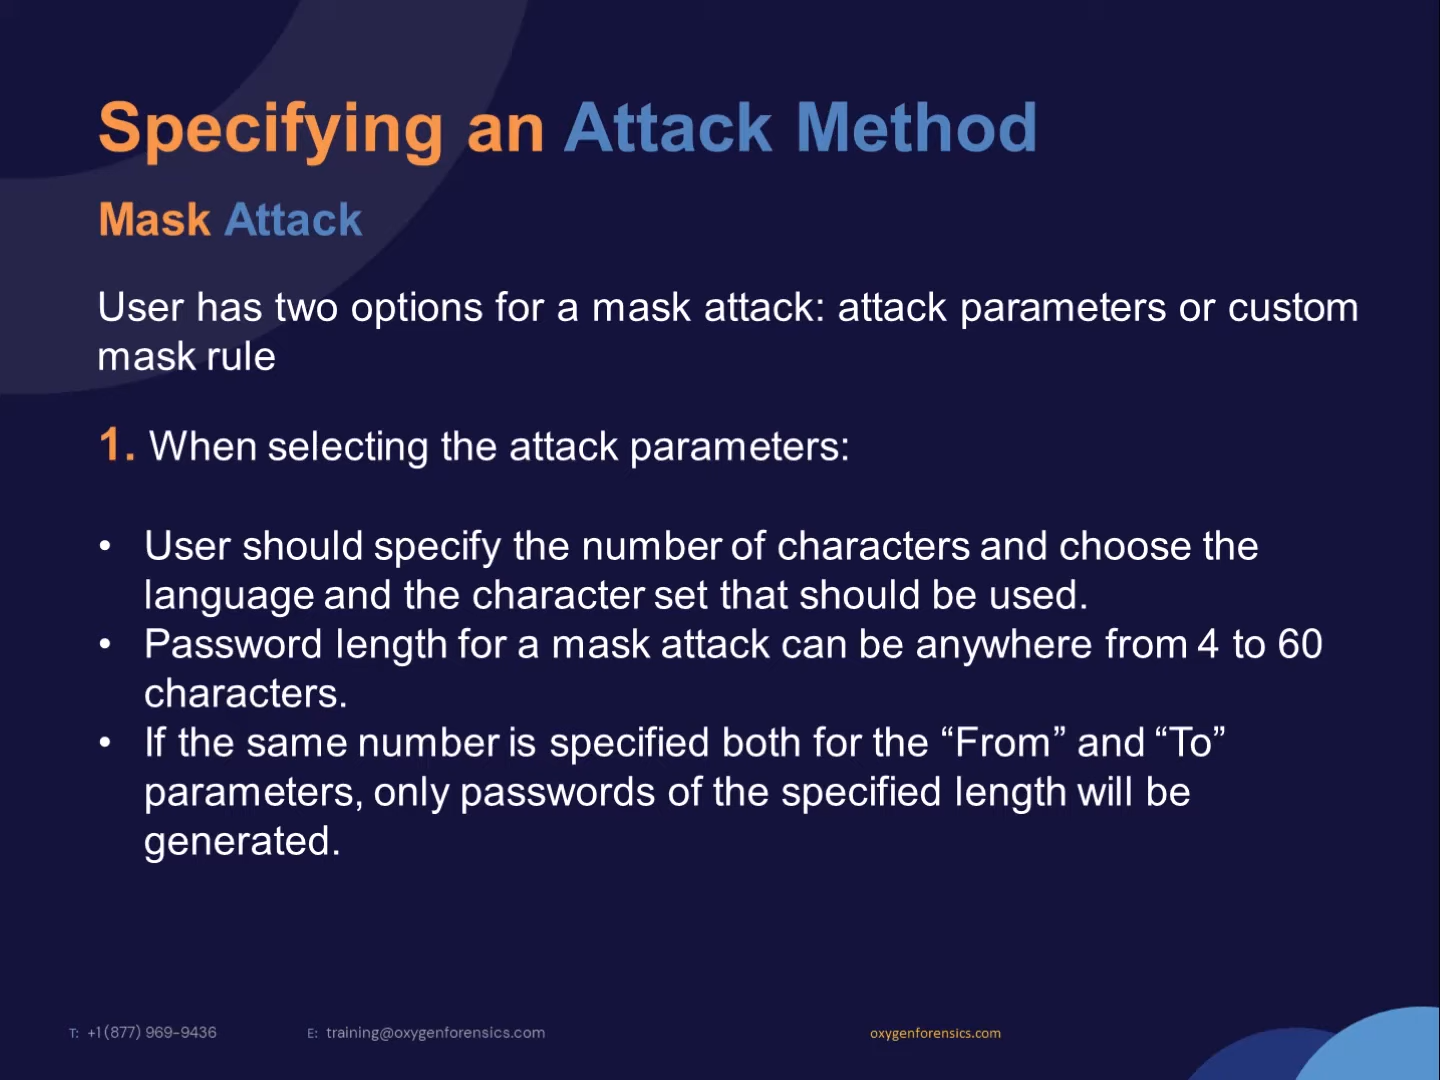 Specifying an Attack Method
Mask Attack
User has two options for a mask attack: attack parameters or custom
mask rule
1. When selecting the attack parameters:
• User should specify the number of characters and choose the
language and the character set that should be used.
• Password length for a mask attack can be anywhere from 4 to 60
characters.
• If the same number is specified both for the “From” and “To”
parameters, only passwords of the specified length will be
generated.
T: +1 (877) 969-9436 E: training@oxygenforensics.com oxygenforensics.com